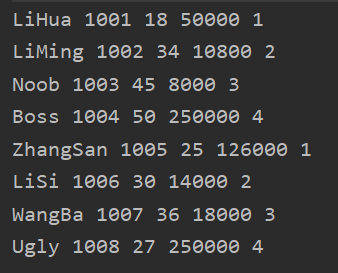 LiHua 1001 18 50000 1
LiMing 1002 34 10800 2
Noob 1003 45 8000 3
Boss 1004 50 250000 4
ZhangSan 1005 25 126000 1
LiSi 1006 30 14000 2
WangBa 1007 36 18000 3
Ugly 1008 27 250000 4